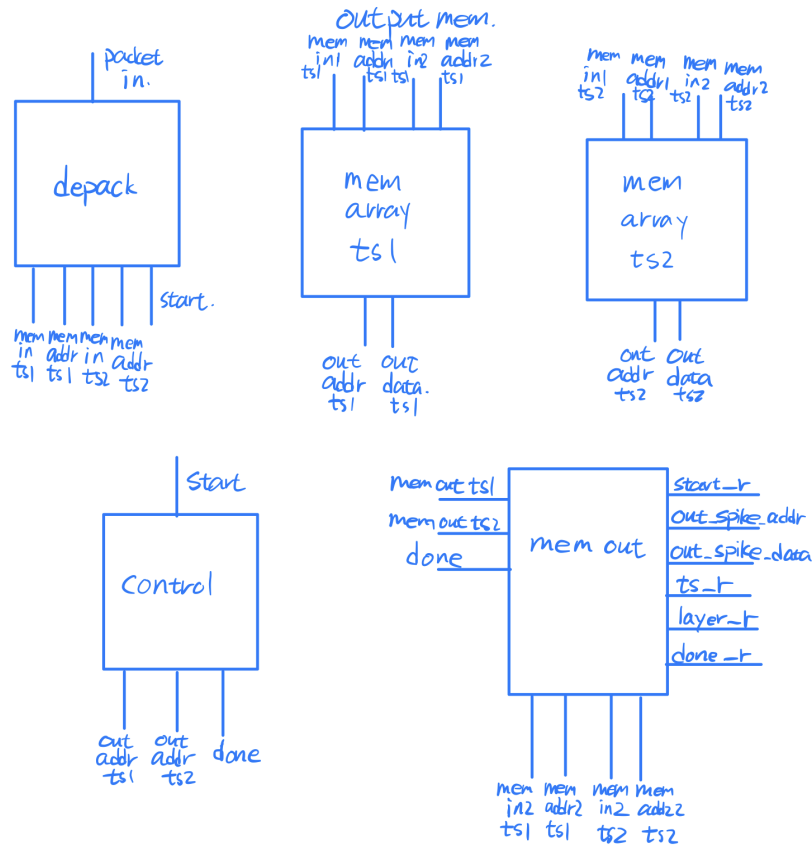 output mem.
packet
in.
depack
start.
mem
in
ts1
mem
addr
ts1
mem
in
ts2
mem
addr
ts2
mem
in1
ts1
mem
addr
ts1
mem
in2
ts1
mem
addr2
ts1
mem
array
ts1
out
addr
ts1
out
data.
ts1
mem
in1
ts2
mem
addr1
ts2
mem
in2
ts2
mem
addr2
ts2
mem
array
ts2
out
addr
ts2
out
data
ts2
start
control
out
addr
ts1
out
addr
ts2
done
mem out ts1
mem out ts2
done
mem out
start_r
out_spike_addr
out_spike_data
ts_r
layer_r
done_r
mem
in2
ts1
mem
addr2
ts1
mem
in2
ts2
mem
addr2
ts2